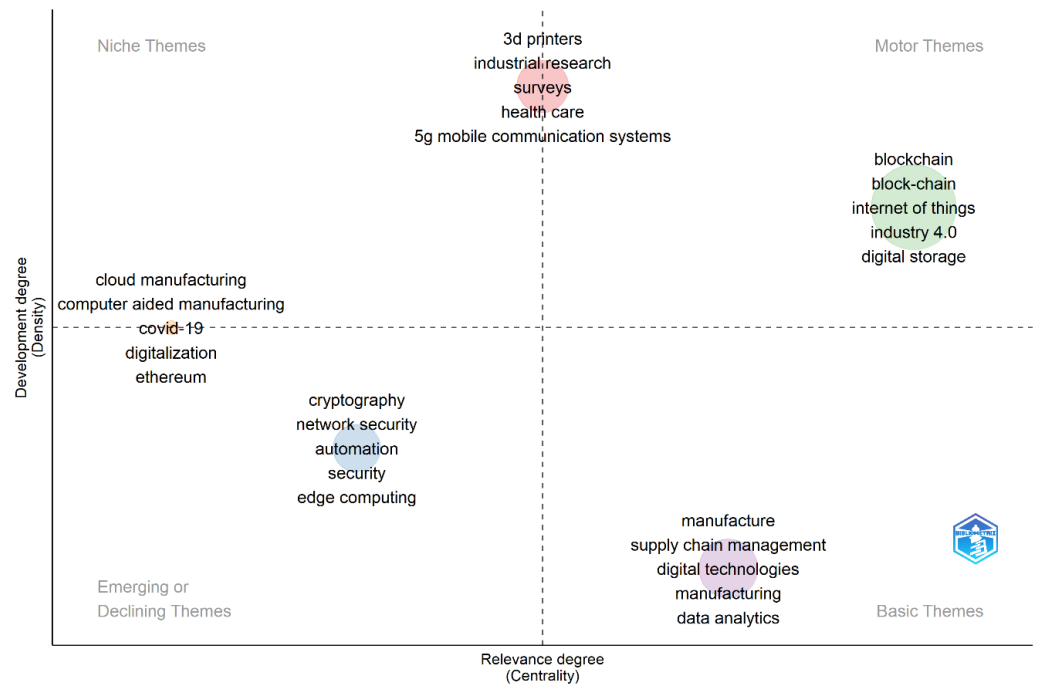 Niche Themes
Motor Themes
3d printers
industrial research
surveys
health care
5g mobile communication systems
blockchain
block-chain
internet of things
industry 4.0
digital storage
cloud manufacturing
computer aided manufacturing
covid-19
digitalization
ethereum
cryptography
network security
automation
security
edge computing
manufacture
supply chain management
digital technologies
manufacturing
data analytics
BIBLIOMETRIX
Emerging or
Declining Themes
Basic Themes
Development degree
(Density)
Relevance degree
(Centrality)